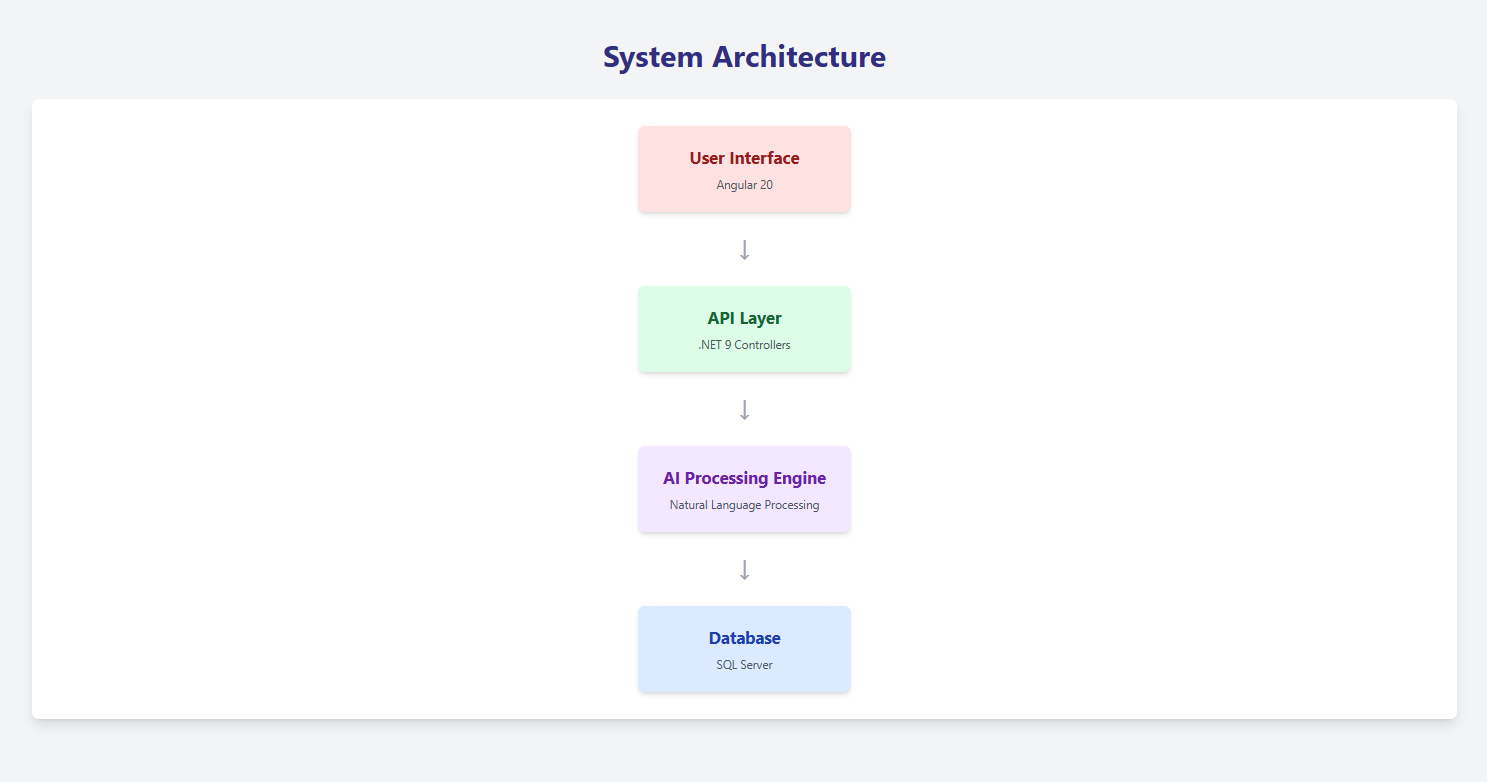 System Architecture
User Interface
Angular 20
↓
API Layer
.NET 9 Controllers
↓
AI Processing Engine
Natural Language Processing
↓
Database
SQL Server